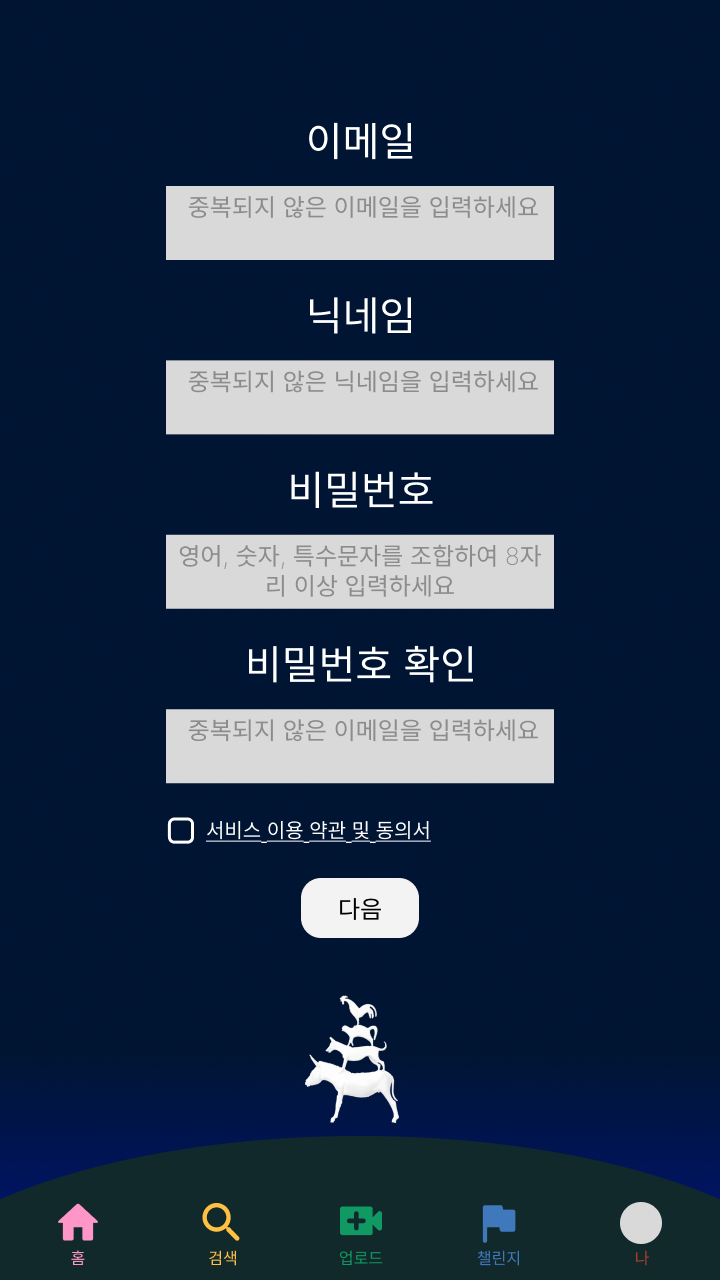 이메일
중복되지 않은 이메일을 입력하세요
닉네임
중복되지 않은 닉네임을 입력하세요
비밀번호
영어, 숫자, 특수문자를 조합하여 8자
리 이상 입력하세요
비밀번호 확인
중복되지 않은 이메일을 입력하세요
서비스 이용 약관 및 동의서
다음
홈 검색 업로드 챌린지 나